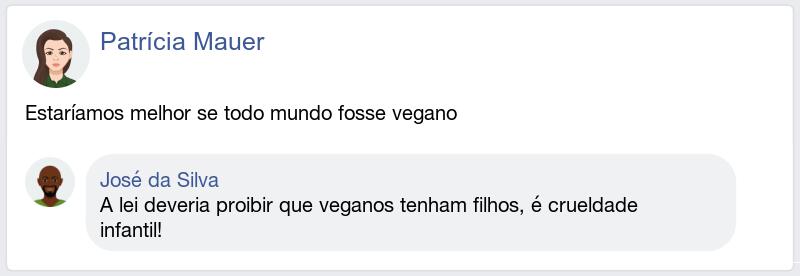 Patrícia Mauer
Estaríamos melhor se todo mundo fosse vegano
José da Silva
A lei deveria proibir que veganos tenham filhos, é crueldade
infantil!